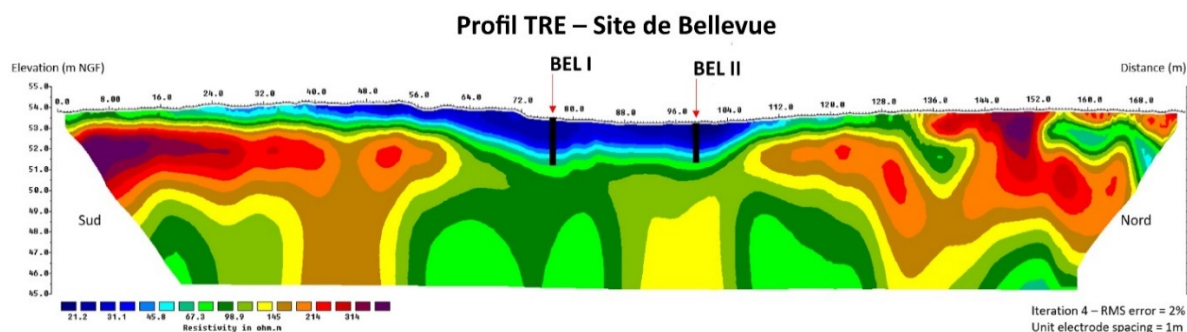 Profil TRE – Site de Bellevue
Elevation (m NGF)
BEL I
BEL II
Distance (m)
55.0
0.0 8.00 16.0 24.0 32.0 40.0 48.0 56.0 64.0 72.0 80.0 88.0 96.0 104.0 112.0 120.0 128.0 136.0 144.0 152.0 160.0 168.0
54.0
53.0
52.0
51.0
50.0
49.0
Sud
Nord
48.0
47.0
46.0
45.0
21.2 31.1 45.8 67.3 98.9 145 214 314
Resistivity in ohm.m
Iteration 4 – RMS error = 2%
Unit electrode spacing = 1m